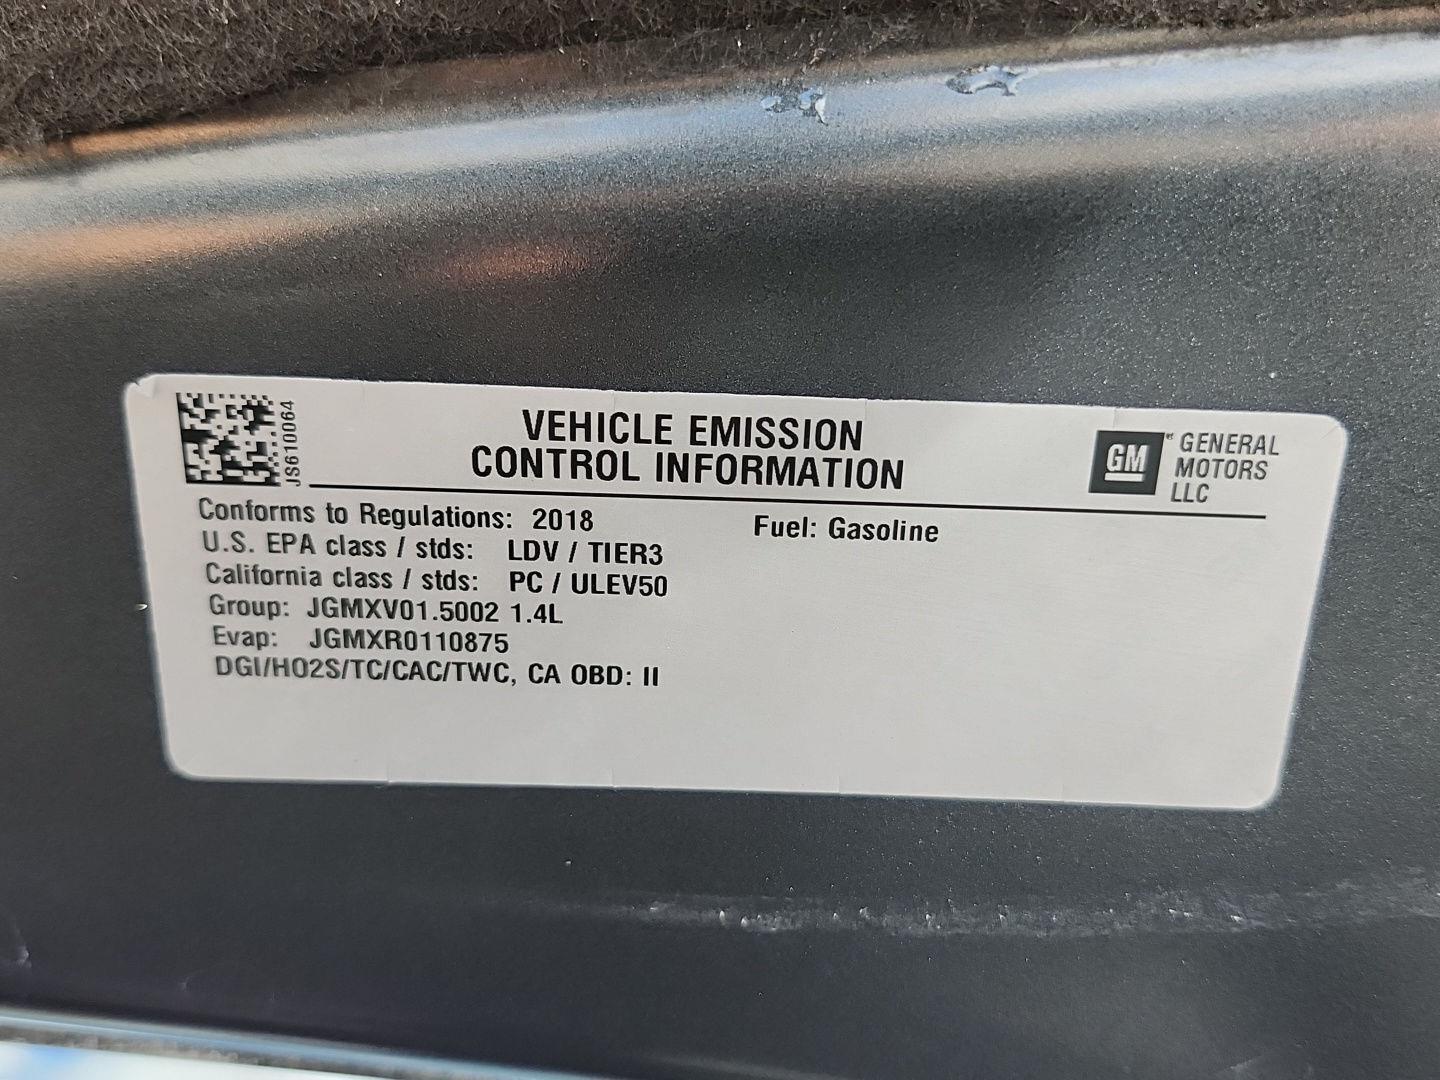 JS610064
VEHICLE EMISSION
CONTROL INFORMATION
GM
GENERAL
MOTORS
LLC
Conforms to Regulations: 2018
Fuel: Gasoline
U.S. EPA class / stds: LDV / TIER3
California class / stds: PC / ULEV50
Group: JGMXV01.5002 1.4L
Evap: JGMXR0110875
DGI/HO2S/TC/CAC/TWC, CA OBD: II